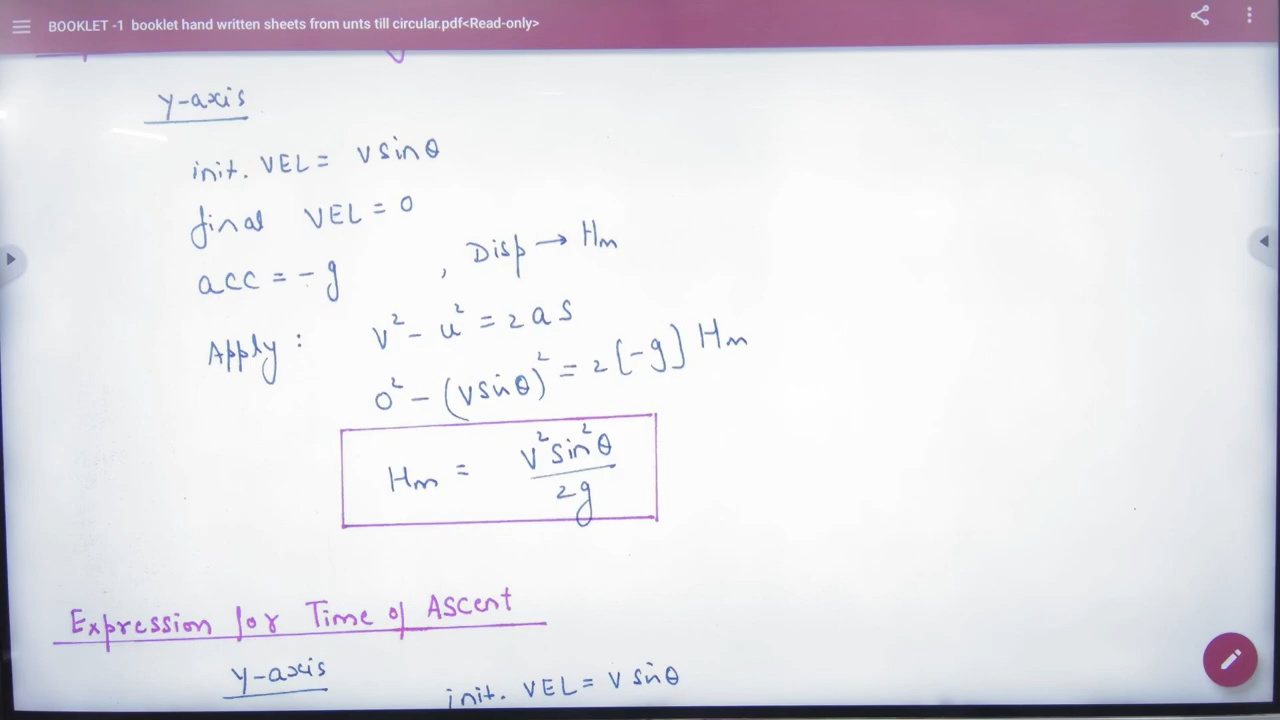 BOOKLET -1 booklet hand written sheets from unts till circular.pdf<Read-only>
y-axis
init. VEL = v sinθ
final VEL = 0
acc = -g , Disp → Hm
Apply : v² - u² = 2 a s
0² - (v sinθ)² = 2 [-g] Hm
Hm = v² sin²θ / 2g
Expression for Time of Ascent
y-axis init. VEL = v sinθ